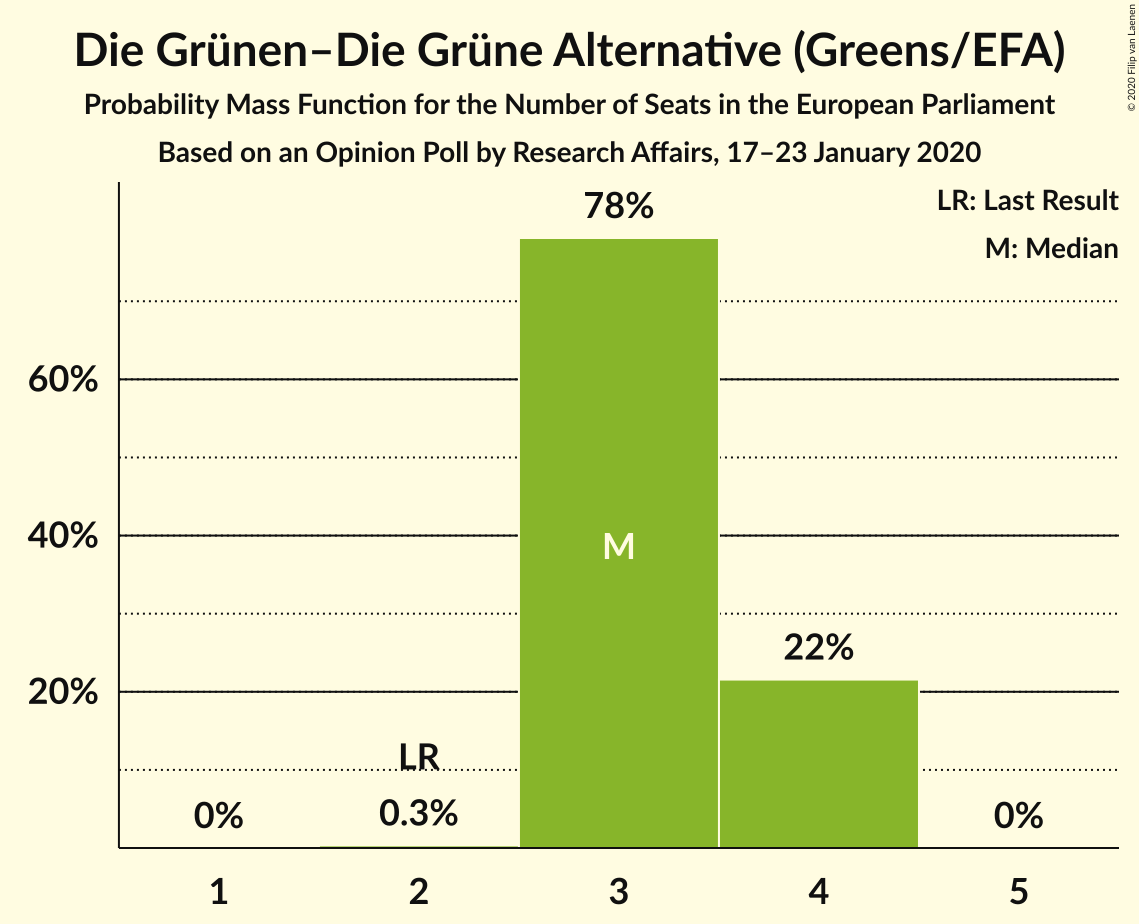 Die Grünen–Die Grüne Alternative (Greens/EFA)
Probability Mass Function for the Number of Seats in the European Parliament
Based on an Opinion Poll by Research Affairs, 17–23 January 2020
© 2020 Filip van Laenen
LR: Last Result
M: Median
78%
60%
40%
M
22%
20%
LR
0%
0.3%
0%
1
2
3
4
5